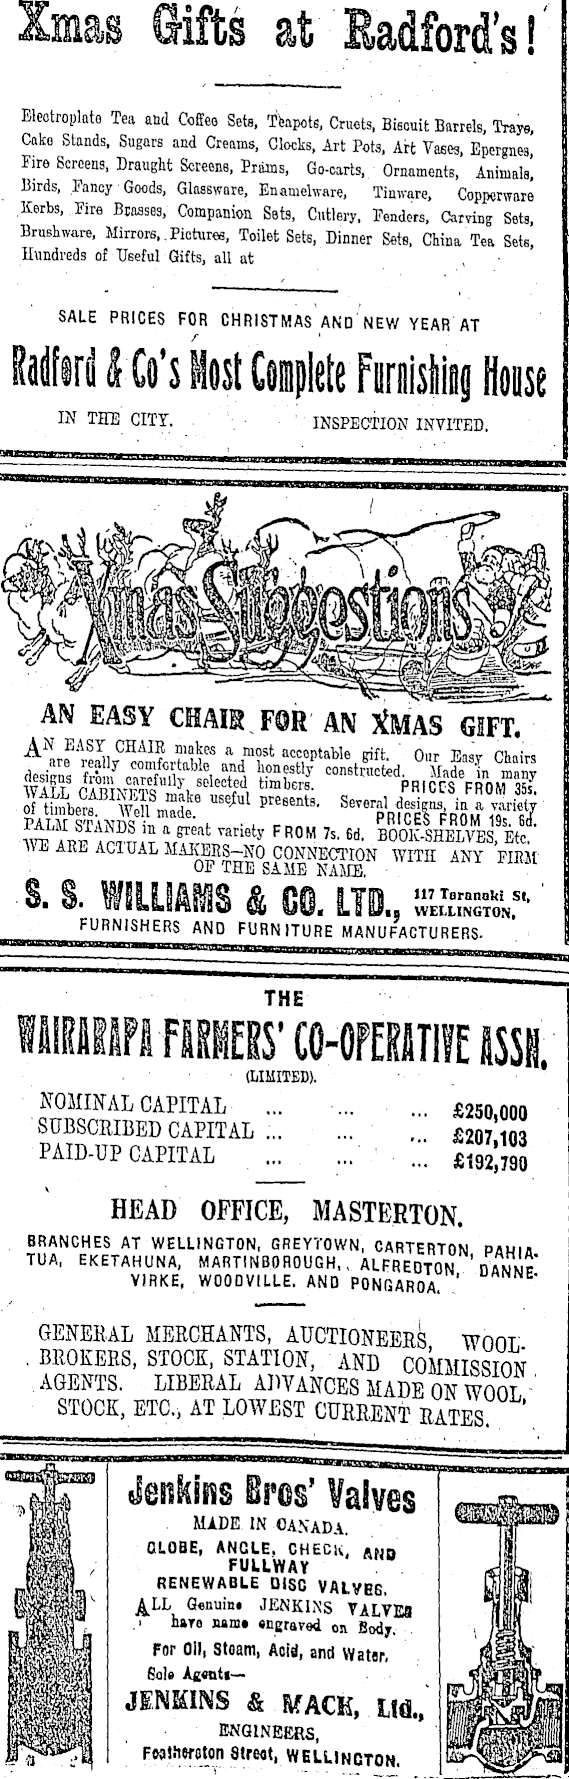 Xmas Gifts at Radford's!
Electroplate Tea and Coffee Sets, Teapots, Cruets, Biscuit Barrels, Trays,
Cake Stands, Sugars and Creams, Clocks, Art Pots, Art Vases, Epergnes,
Fire Screens, Draught Screens, Prams, Go-carts, Ornaments, Animals,
Birds, Fancy Goods, Glassware, Enamelware, Tinware, Copperware
Kerbs, Fire Brasses, Companion Sets, Cutlery, Fenders, Carving Sets,
Brushware, Mirrors, Pictures, Toilet Sets, Dinner Sets, China Tea Sets,
Hundreds of Useful Gifts, all at
SALE PRICES FOR CHRISTMAS AND NEW YEAR AT
Radford & Co's Most Complete Furnishing House
IN THE CITY. INSPECTION INVITED.
Xmas Suggestions
AN EASY CHAIR FOR AN XMAS GIFT.
AN EASY CHAIR makes a most acceptable gift. Our Easy Chairs
are really comfortable and honestly constructed. Made in many
designs from carefully selected timbers. PRICES FROM 35s.
WALL CABINETS make useful presents. Several designs, in a variety
of timbers. Well made. PRICES FROM 19s. 6d.
PALM STANDS in a great variety FROM 7s. 6d. BOOK-SHELVES, Etc.
WE ARE ACTUAL MAKERS—NO CONNECTION WITH ANY FIRM
OF THE SAME NAME.
S. S. WILLIAMS & CO. LTD., 117 Taranaki St, WELLINGTON,
FURNISHERS AND FURNITURE MANUFACTURERS.
THE
WAIRARAPA FARMERS' CO-OPERATIVE ASSN.
(LIMITED).
NOMINAL CAPITAL ... ... ... £250,000
SUBSCRIBED CAPITAL ... ... ... £207,103
PAID-UP CAPITAL ... ... ... £192,790
HEAD OFFICE, MASTERTON.
BRANCHES AT WELLINGTON, GREYTOWN, CARTERTON, PAHIA-
TUA, EKETAHUNA, MARTINBOROUGH, ALFREDTON, DANNE-
VIRKE, WOODVILLE. AND PONGAROA.
GENERAL MERCHANTS, AUCTIONEERS, WOOL-
BROKERS, STOCK, STATION, AND COMMISSION
AGENTS. LIBERAL ADVANCES MADE ON WOOL,
STOCK, ETC., AT LOWEST CURRENT RATES.
Jenkins Bros' Valves
MADE IN CANADA.
GLOBE, ANGLE, CHECK, AND
FULLWAY
RENEWABLE DISC VALVES.
ALL Genuine JENKINS VALVES
have name engraved on Body.
For Oil, Steam, Acid, and Water.
Sole Agents—
JENKINS & MACK, Ltd.,
ENGINEERS,
Featherston Street, WELLINGTON.